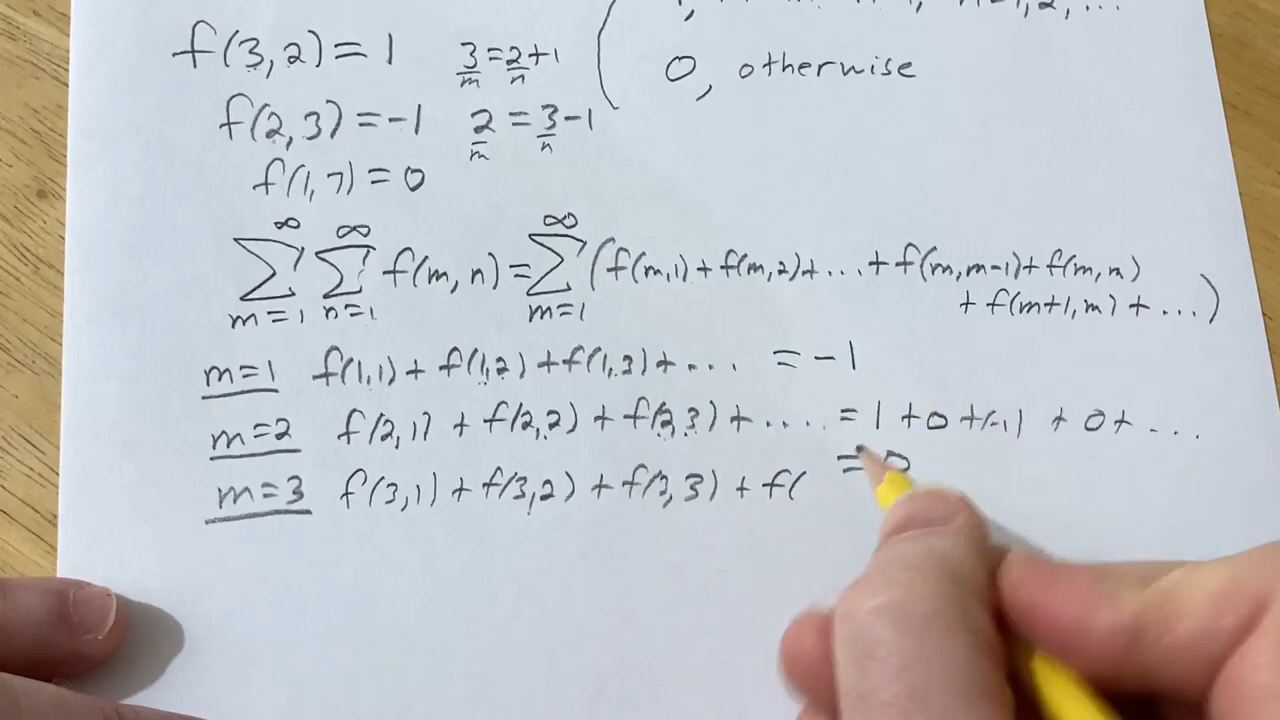 f(3,2) = 1   3 = 2 + 1
m   n
0, otherwise
f(2,3) = -1   2 = 3 - 1
m   n
f(1,7) = 0
∞ ∞ ∞
∑ ∑ f(m,n) = ∑ (f(m,1) + f(m,2) + ... + f(m,m-1) + f(m,m)
m=1 n=1 m=1 + f(m+1,m) + ...)
m=1 f(1,1) + f(1,2) + f(1,3) + ... = -1
m=2 f(2,1) + f(2,2) + f(2,3) + .... = 1 + 0 + (-1) + 0 + ...
= 0
m=3 f(3,1) + f(3,2) + f(3,3) + f(